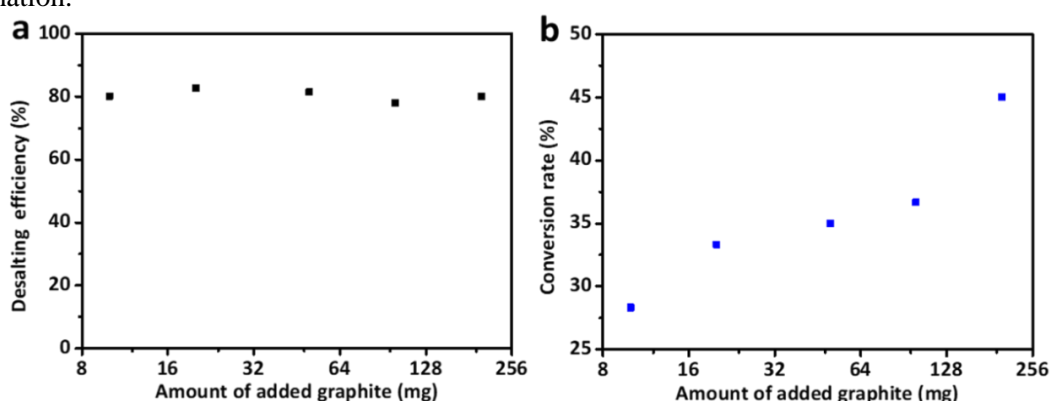 a
100
80
60
40
20
0
Desalting efficiency (%)
8 16 32 64 128 256
Amount of added graphite (mg)
b
50
45
40
35
30
25
Conversion rate (%)
8 16 32 64 128 256
Amount of added graphite (mg)